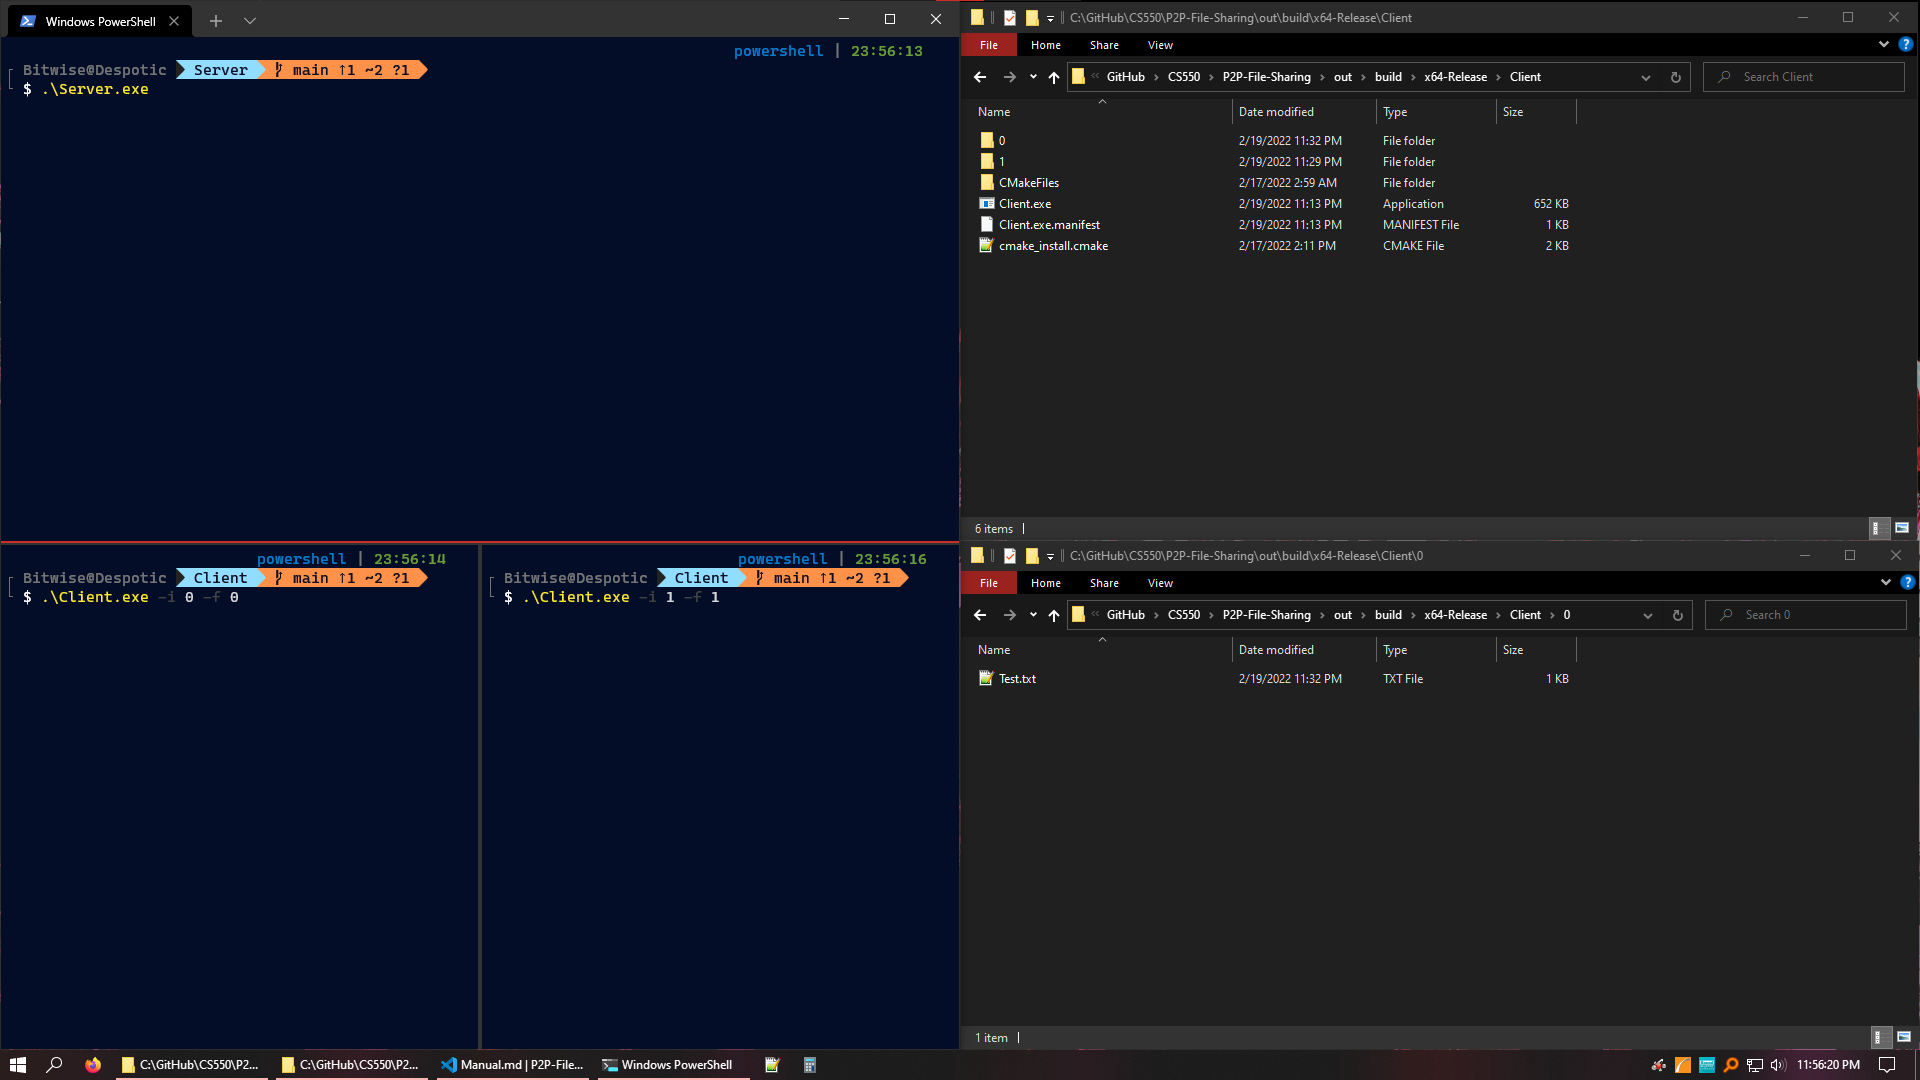 Windows PowerShell
powershell | 23:56:13
Bitwise@Despotic Server main ↑1 ~2 ?1
$ .\Server.exe
powershell | 23:56:14
Bitwise@Despotic Client main ↑1 ~2 ?1
$ .\Client.exe -i 0 -f 0
powershell | 23:56:16
Bitwise@Despotic Client main ↑1 ~2 ?1
$ .\Client.exe -i 1 -f 1
C:\GitHub\CS550\P2P-File-Sharing\out\build\x64-Release\Client
File Home Share View
« GitHub › CS550 › P2P-File-Sharing › out › build › x64-Release › Client
Search Client
Name Date modified Type Size
0 2/19/2022 11:32 PM File folder
1 2/19/2022 11:29 PM File folder
CMakeFiles 2/17/2022 2:59 AM File folder
Client.exe 2/19/2022 11:13 PM Application 652 KB
Client.exe.manifest 2/19/2022 11:13 PM MANIFEST File 1 KB
cmake_install.cmake 2/17/2022 2:11 PM CMAKE File 2 KB
6 items
C:\GitHub\CS550\P2P-File-Sharing\out\build\x64-Release\Client\0
File Home Share View
« GitHub › CS550 › P2P-File-Sharing › out › build › x64-Release › Client › 0
Search 0
Name Date modified Type Size
Test.txt 2/19/2022 11:32 PM TXT File 1 KB
1 item
C:\GitHub\CS550\P2... C:\GitHub\CS550\P2... Manual.md | P2P-File... Windows PowerShell 11:56:20 PM